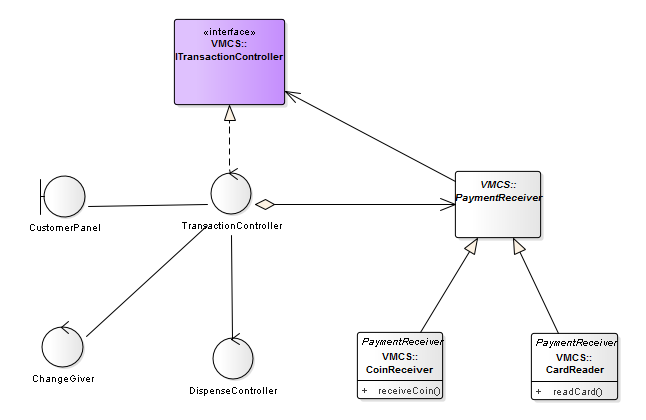 «interface»
VMCS::
ITransactionController
VMCS::
PaymentReceiver
CustomerPanel
TransactionController
ChangeGiver
DispenseController
PaymentReceiver
VMCS::
CoinReceiver
+ receiveCoin()
PaymentReceiver
VMCS::
CardReader
+ readCard()